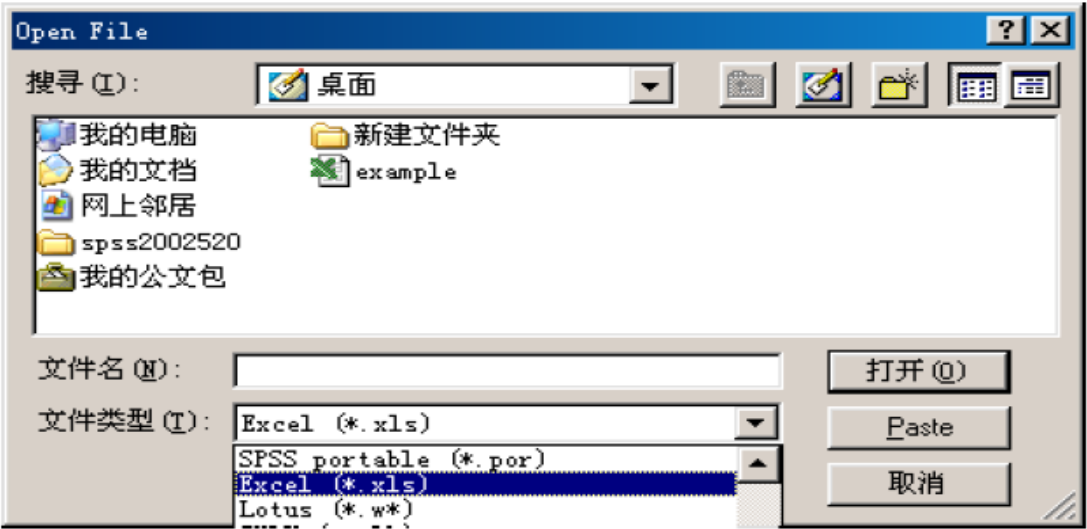 Open File
搜寻(I): 桌面
我的电脑
我的文档
网上邻居
spss2002520
我的公文包
新建文件夹
example
文件名(N): 打开(O)
文件类型(T): Excel (*.xls) Paste
SPSS portable (*.por)
Excel (*.xls)
取消
Lotus (*.w*)